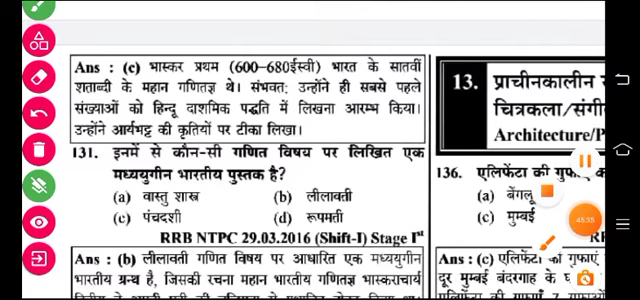 Ans : (c) भास्कर प्रथम (600-680ईस्वी) भारत के सातवीं
शताब्दी के महान गणितज्ञ थे। संभवत: उन्होंने ही सबसे पहले
संख्याओं को हिन्दू दाशमिक पद्धति में लिखना आरम्भ किया।
उन्होंने आर्यभट्ट की कृतियों पर टीका लिखा।
131. इनमें से कौन-सी गणित विषय पर लिखित एक
मध्ययुगीन भारतीय पुस्तक है?
(a) वास्तु शास्त्र (b) लीलावती
(c) पंचदशी (d) रूपमती
RRB NTPC 29.03.2016 (Shift-I) Stage Ist
Ans : (b) लीलावती गणित विषय पर आधारित एक मध्ययुगीन
भारतीय ग्रन्थ है, जिसकी रचना महान भारतीय गणितज्ञ भास्कराचार्य
13. प्राचीनकालीन
चित्रकला/संगी
Architecture/P
136. एलिफेंटा की गुफाएं
(a) बेंगलू
(c) मुम्बई
45:35
Ans : (c) एलिफेंटा की गुफाएं
दूर मुम्बई बंदरगाह के